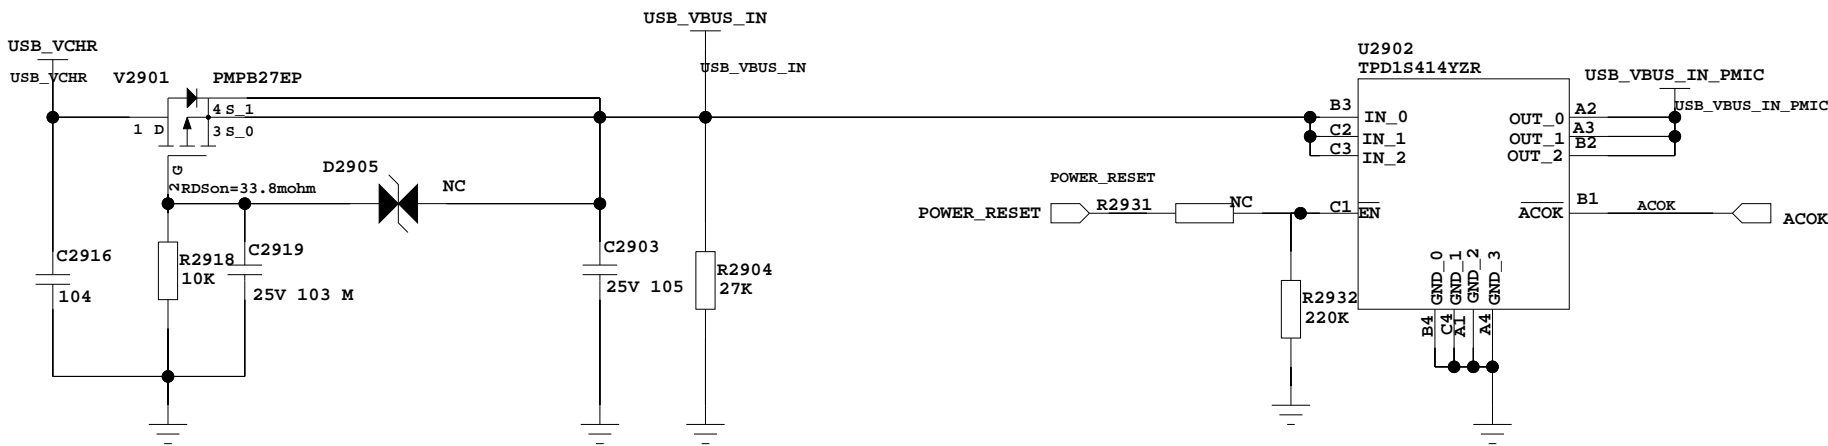 USB_VBUS_IN
USB_VCHR
USB_VCHR
V2901 PMPB27EP
USB_VBUS_IN
U2902
TPD1S414YZR
USB_VBUS_IN_PMIC
USB_VBUS_IN_PMIC
4 S_1
1 D
3 S_0
B3 IN_0
C2 IN_1
C3 IN_2
OUT_0 A2
OUT_1 A3
OUT_2 B2
2 G
RDSon=33.8mohm
D2905
NC
POWER_RESET
POWER_RESET
R2931
NC
C1 EN
ACOK B1
ACOK
ACOK
C2916
104
R2918
10K
C2919
25V 103 M
C2903
25V 105
R2904
27K
R2932
220K
GND_0
GND_1
GND_2
GND_3
B4
C4
A1
A4